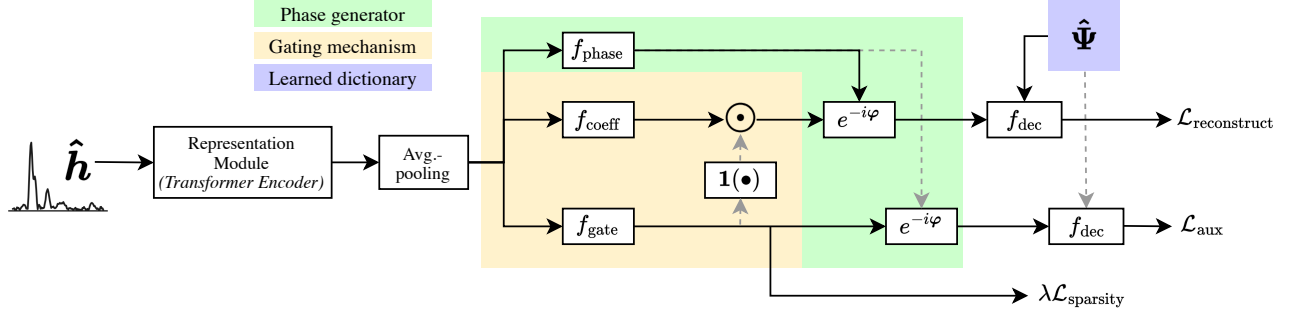 Phase generator
Gating mechanism
Learned dictionary
Ψ̂
f_phase
f_coeff
⊙
e^{-iφ}
f_dec
ℒ_reconstruct
ĥ
Representation
Module
(Transformer Encoder)
Avg.-
pooling
1(•)
f_gate
e^{-iφ}
f_dec
ℒ_aux
λℒ_sparsity